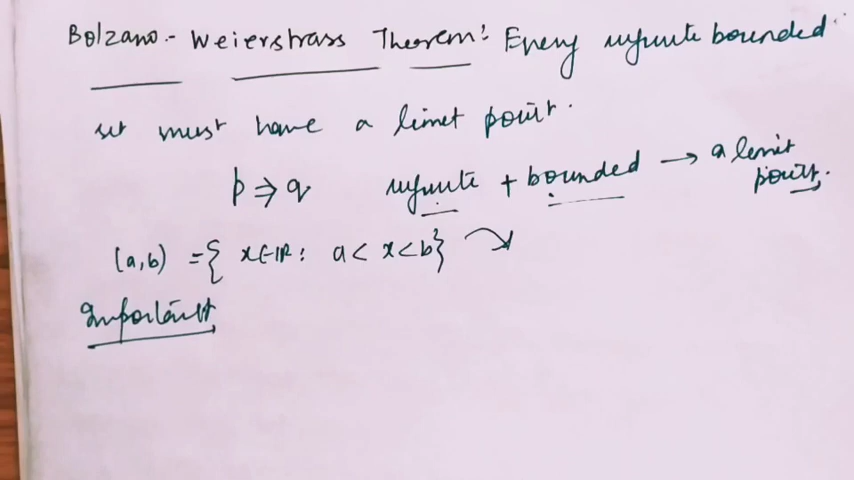 Bolzano - Weierstrass Theorem: Every infinite bounded
set must have a limit point.
p ⇒ q infinite + bounded → a limit
point.
(a,b) = { x∈ℝ : a < x < b }
Important